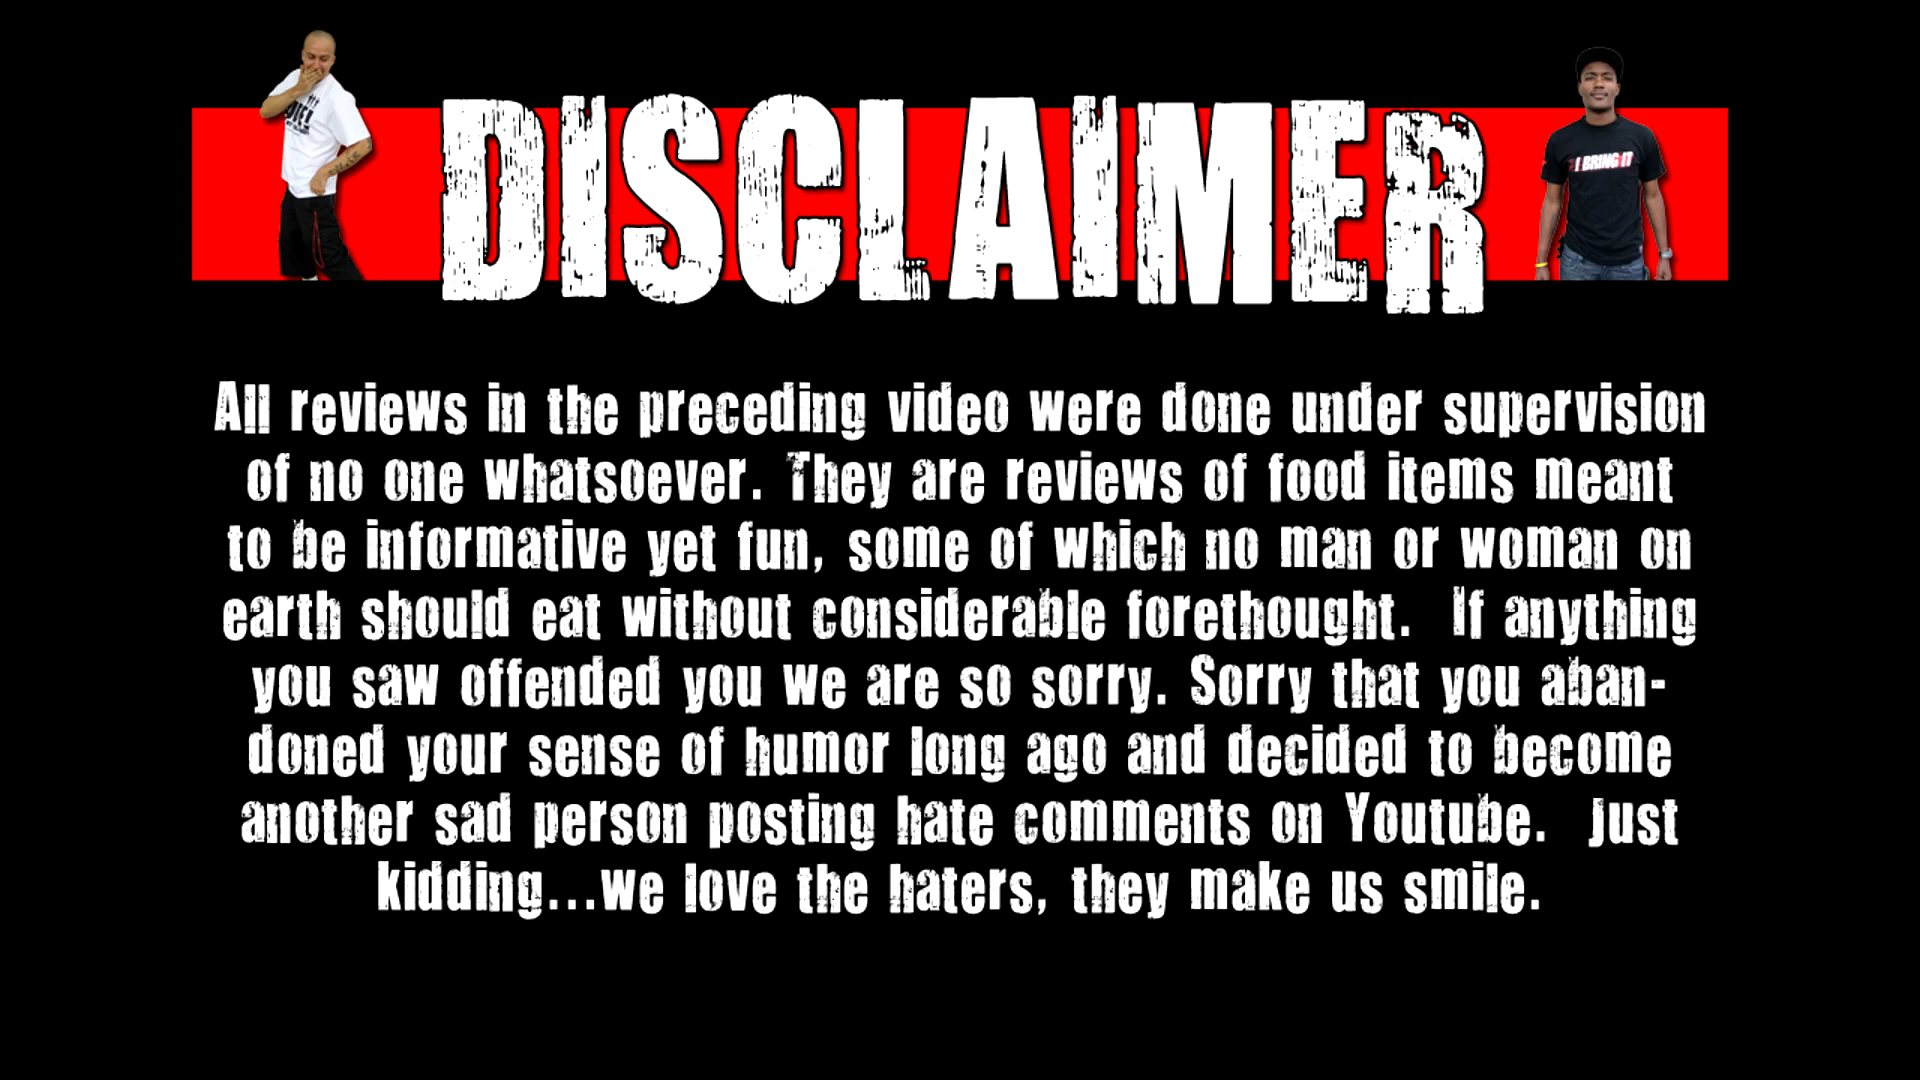 DISCLAIMER
DIET
I BRING IT
All reviews in the preceding video were done under supervision
of no one whatsoever. They are reviews of food items meant
to be informative yet fun, some of which no man or woman on
earth should eat without considerable forethought.  If anything
you saw offended you we are so sorry. Sorry that you aban-
doned your sense of humor long ago and decided to become
another sad person posting hate comments on Youtube.  Just
kidding...we love the haters, they make us smile.